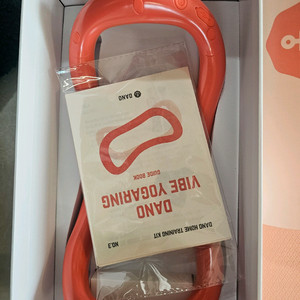 DANO
DANO
VIBE YOGARING
GUIDE BOOK
DANO HOME TRAINING KIT
NO.3